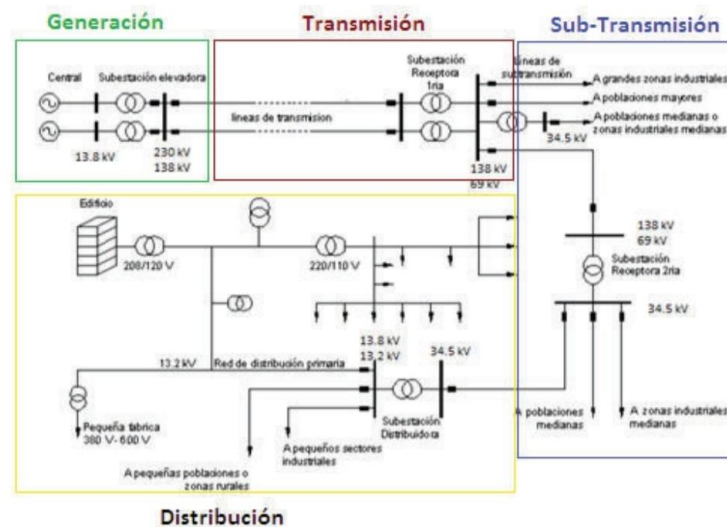 Generación
Transmisión
Sub-Transmisión
Central
Subestación elevadora
13.8 kV
230 kV
138 kV
lineas de transmision
Subestación
Receptora
1ria
138 kV
69 kV
Líneas de
subtransmisión
A grandes zonas industriales
A poblaciones mayores
A poblaciones medianas o
zonas industriales medianas
34.5 kV
138 kV
69 kV
Subestación
Receptora 2ria
34.5 kV
A poblaciones
medianas
A zonas industriales
medianas
Edificio
208/120 V
220/110 V
13.2 kV
Red de distribución primaria
13.8 kV
13,2 kV
34.5 kV
Subestación
Distribuidora
Pequeña fabrica
380 V- 600 V
A pequeños sectores
industriales
A pequeñas poblaciones o
zonas rurales
Distribución